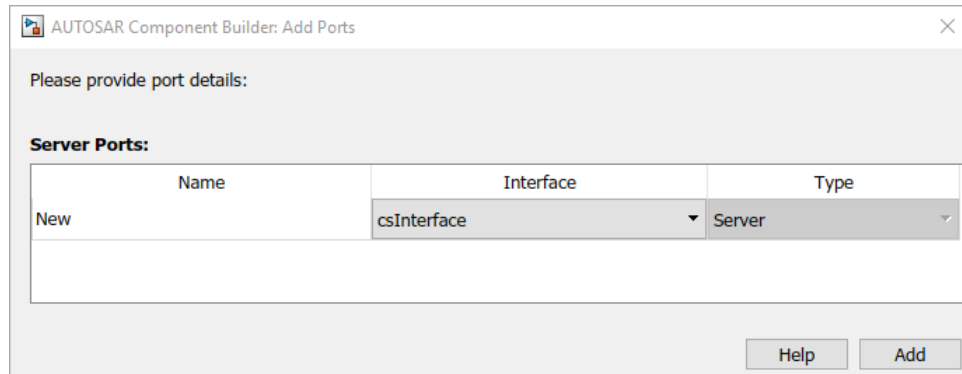 AUTOSAR Component Builder: Add Ports
Please provide port details:
Server Ports:
Name Interface Type
New csInterface Server
Help Add